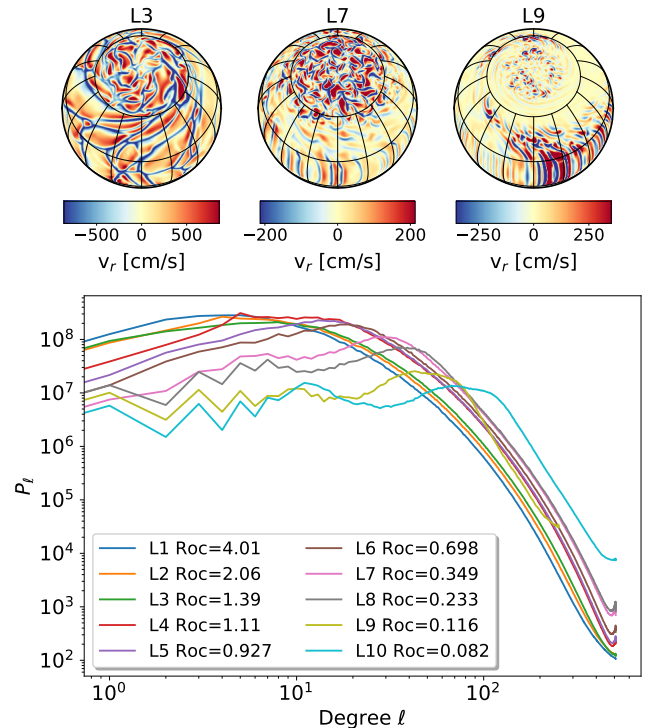 L3 L7 L9
−500 0 500 −200 0 200 −250 0 250
v_r [cm/s] v_r [cm/s] v_r [cm/s]
10^8
10^7
10^6
10^5
10^4
10^3
10^2
P_ℓ
L1 Roc=4.01
L2 Roc=2.06
L3 Roc=1.39
L4 Roc=1.11
L5 Roc=0.927
L6 Roc=0.698
L7 Roc=0.349
L8 Roc=0.233
L9 Roc=0.116
L10 Roc=0.082
10^0 10^1 10^2
Degree ℓ